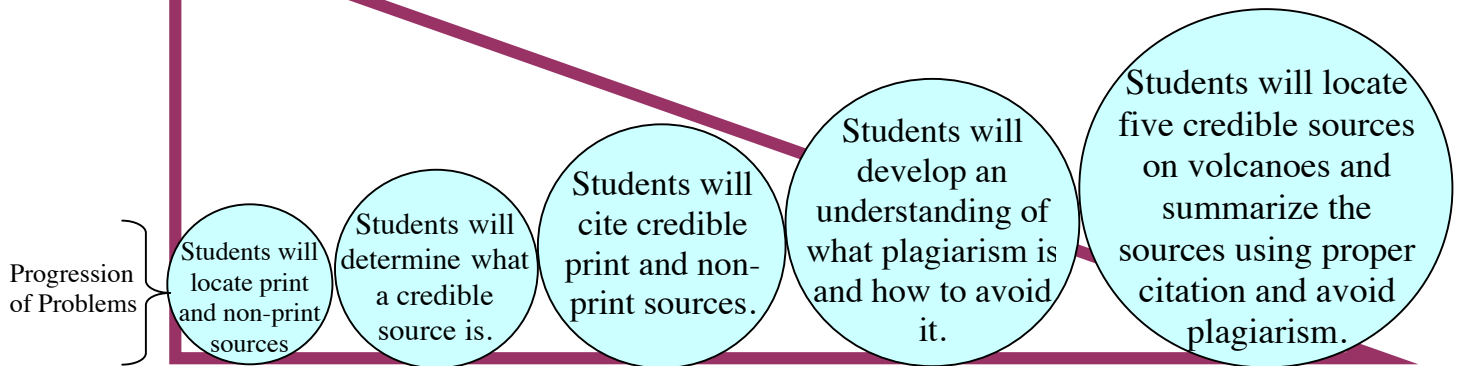 Progression
of Problems
Students will
locate print
and non-print
sources
Students will
determine what
a credible
source is.
Students will
cite credible
print and non-
print sources.
Students will
develop an
understanding of
what plagiarism is
and how to avoid
it.
Students will locate
five credible sources
on volcanoes and
summarize the
sources using proper
citation and avoid
plagiarism.